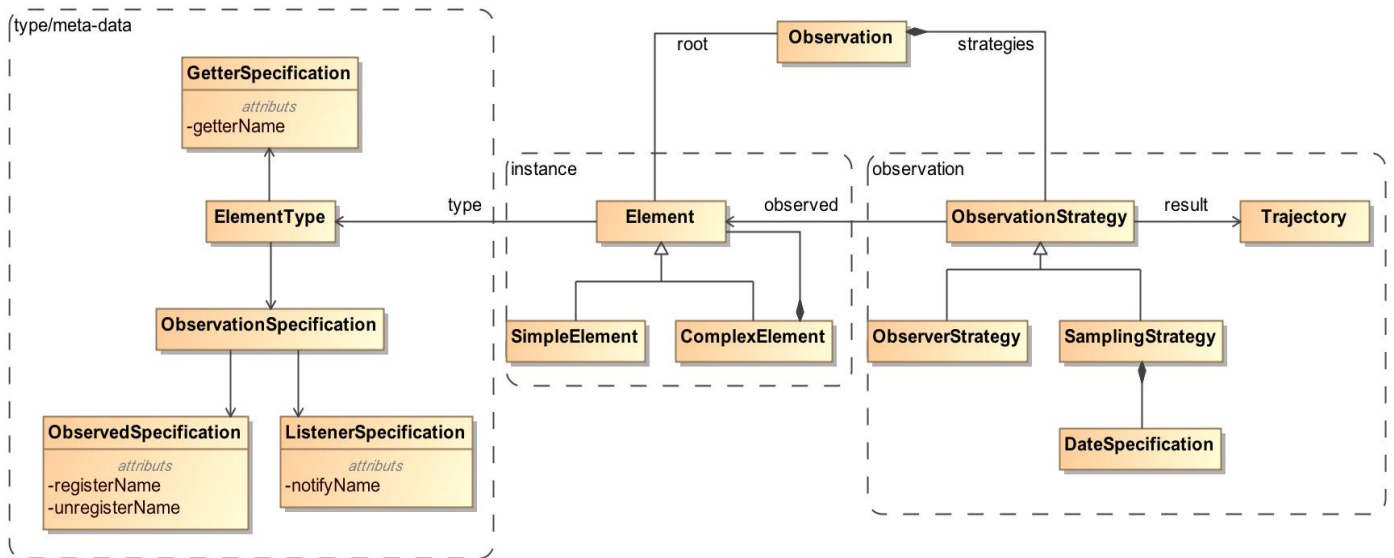 type/meta-data
GetterSpecification
attributs
-getterName
ElementType
ObservationSpecification
ObservedSpecification
attributs
-registerName
-unregisterName
ListenerSpecification
attributs
-notifyName
type
root
Observation
strategies
instance
Element
SimpleElement
ComplexElement
observed
observation
ObservationStrategy
result
Trajectory
ObserverStrategy
SamplingStrategy
DateSpecification